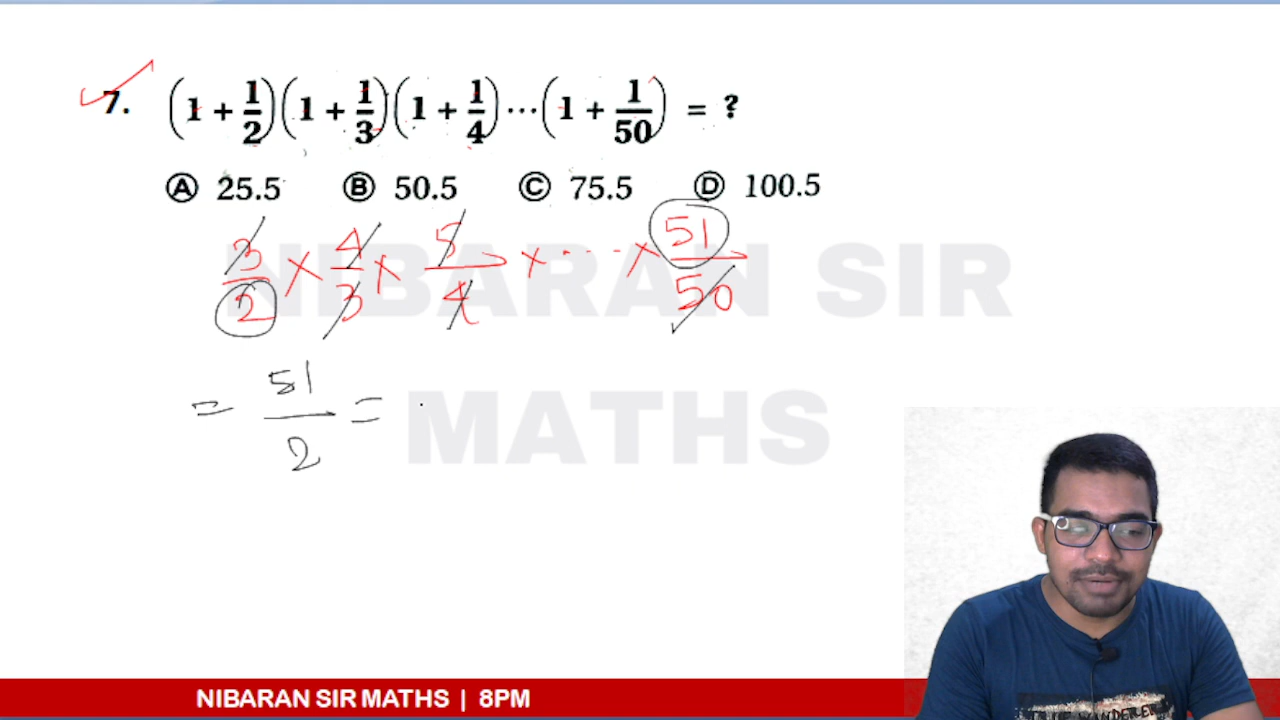 7. (1 + 1/2)(1 + 1/3)(1 + 1/4)...(1 + 1/50) = ?
Ⓐ 25.5 Ⓑ 50.5 Ⓒ 75.5 Ⓓ 100.5
3/2 × 4/3 × 5/4 × ... × 51/50
= 51/2 =
NIBARAN SIR
MATHS
NIBARAN SIR MATHS | 8PM